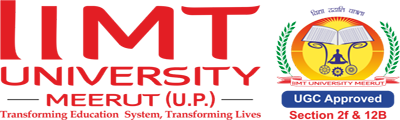 IIMT
UNIVERSITY
MEERUT (U.P.)
Transforming Education System, Transforming Lives
IIMT UNIVERSITY MEERUT
UGC Approved
Section 2f & 12B